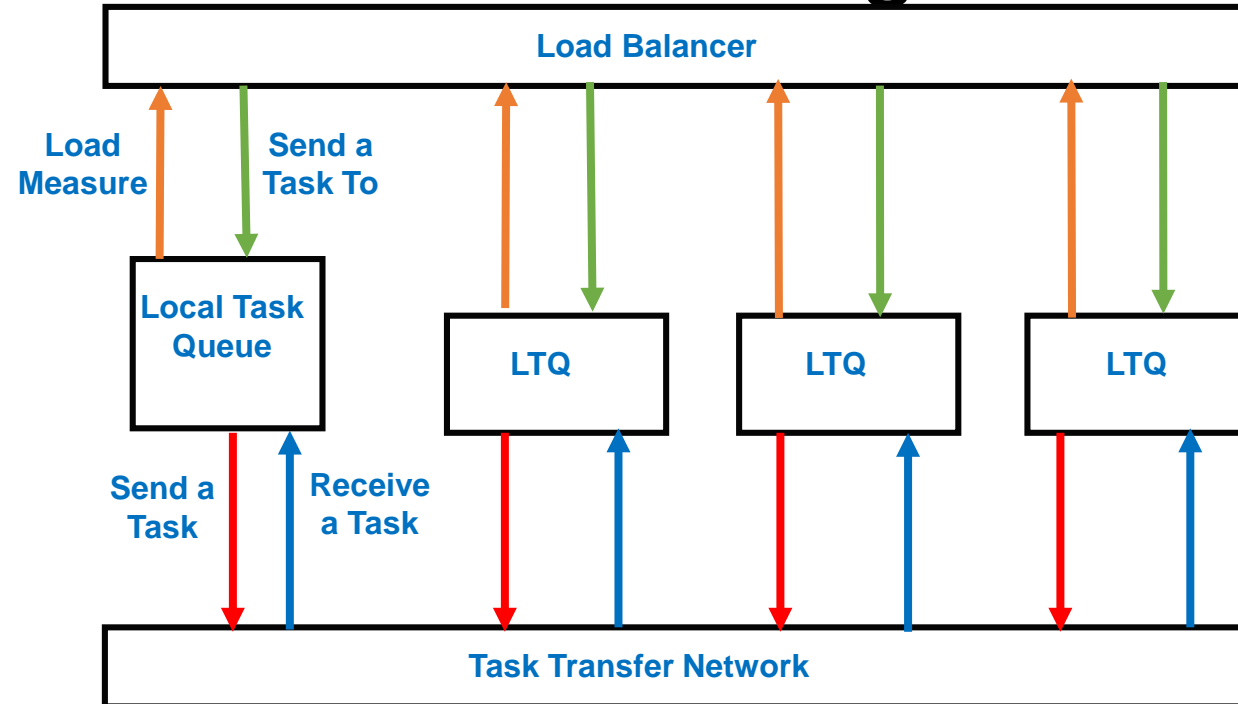 Load Balancer
Load
Measure
Send a
Task To
Local Task
Queue
LTQ
LTQ
LTQ
Send a
Task
Receive
a Task
Task Transfer Network